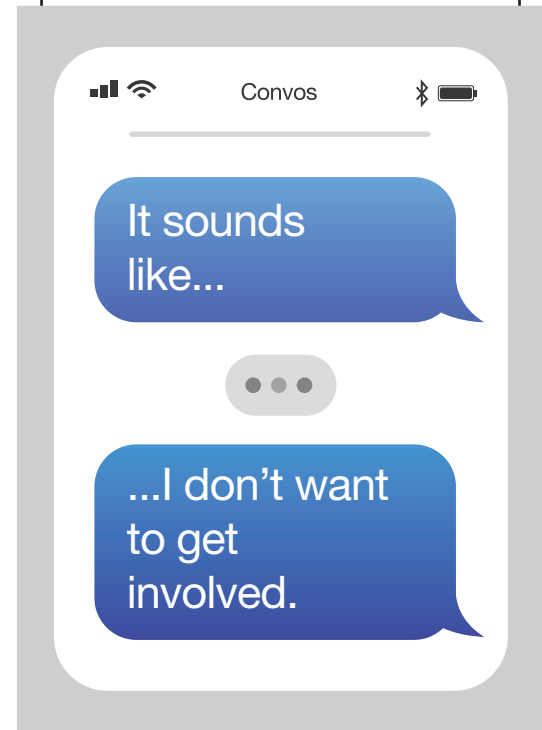 Convos
It sounds
like...
...I don’t want
to get
involved.